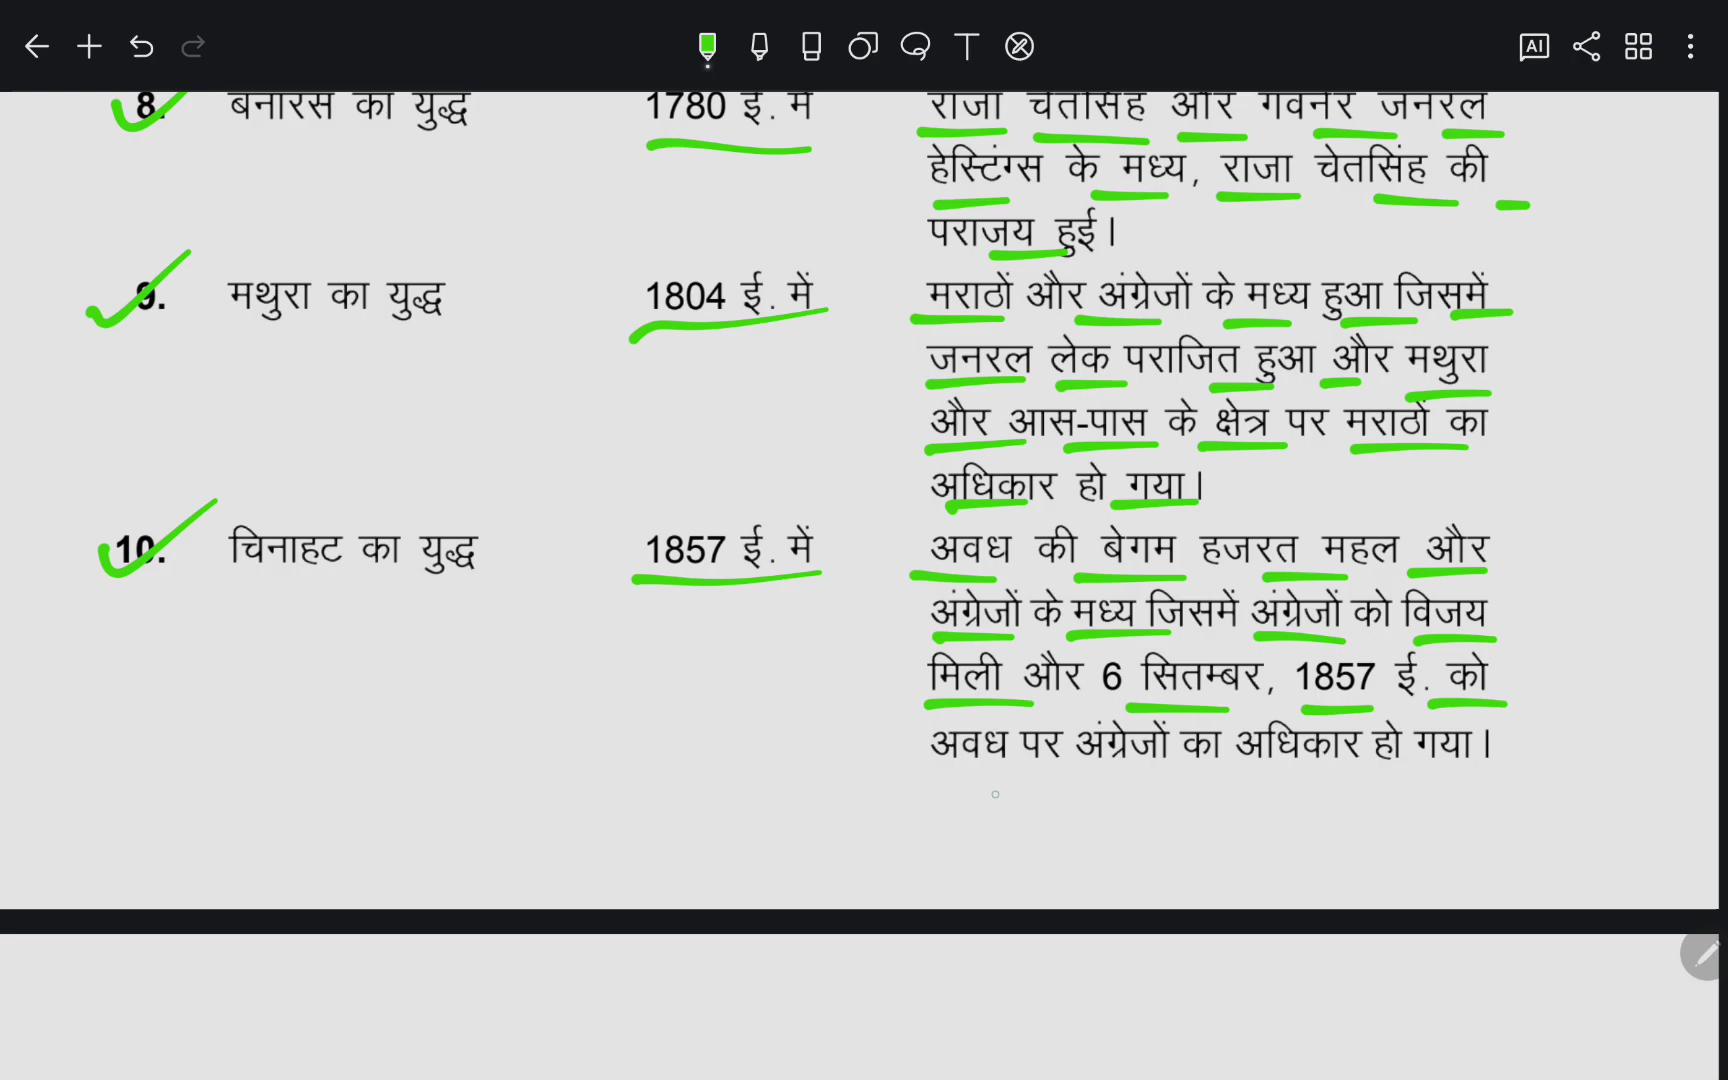 AI
8. बनारस का युद्ध 1780 ई. में राजा चेतसिंह और गवर्नर जनरल
हेस्टिंग्स के मध्य, राजा चेतसिंह की
पराजय हुई।
9. मथुरा का युद्ध 1804 ई. में मराठों और अंग्रेजों के मध्य हुआ जिसमें
जनरल लेक पराजित हुआ और मथुरा
और आस-पास के क्षेत्र पर मराठों का
अधिकार हो गया।
10. चिनाहट का युद्ध 1857 ई. में अवध की बेगम हजरत महल और
अंग्रेजों के मध्य जिसमें अंग्रेजों को विजय
मिली और 6 सितम्बर, 1857 ई. को
अवध पर अंग्रेजों का अधिकार हो गया।